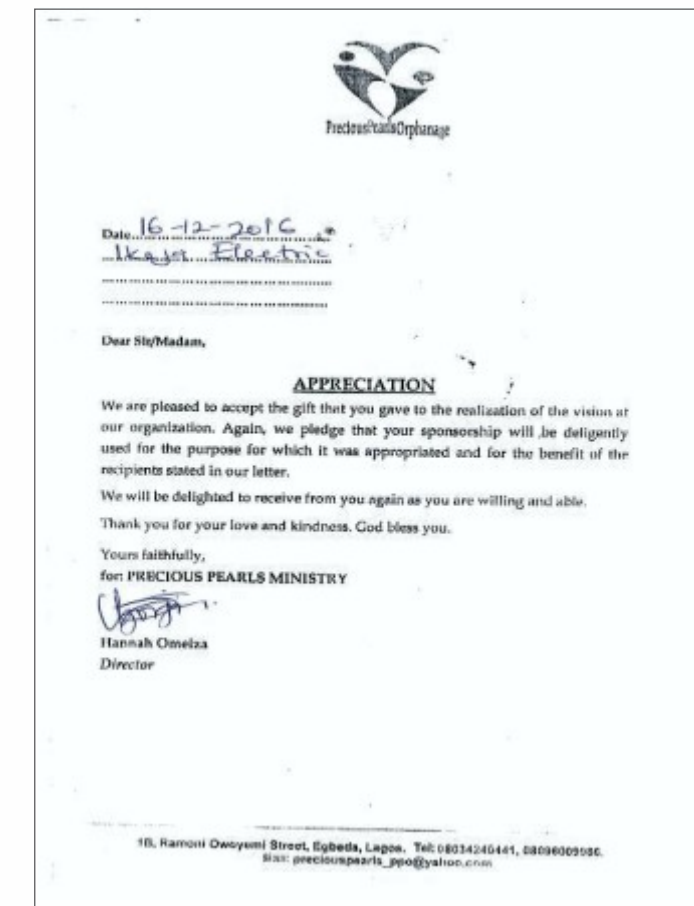 PreciousPearlsOrphanage
Date 16-12-2016
Ikeja Electric
Dear Sir/Madam,
APPRECIATION
We are pleased to accept the gift that you gave to the realization of the vision at
our organization. Again, we pledge that your sponsorship will be deligently
used for the purpose for which it was appropriated and for the benefit of the
recipients stated in our letter.
We will be delighted to receive from you again as you are willing and able.
Thank you for your love and kindness. God bless you.
Yours faithfully,
for: PRECIOUS PEARLS MINISTRY
Hannah Omeiza
Director
Ramoni Owoyemi Street, Egbeda, Lagos. Tel: 08034240441,
preciouspearls_ppo@yahoo.com